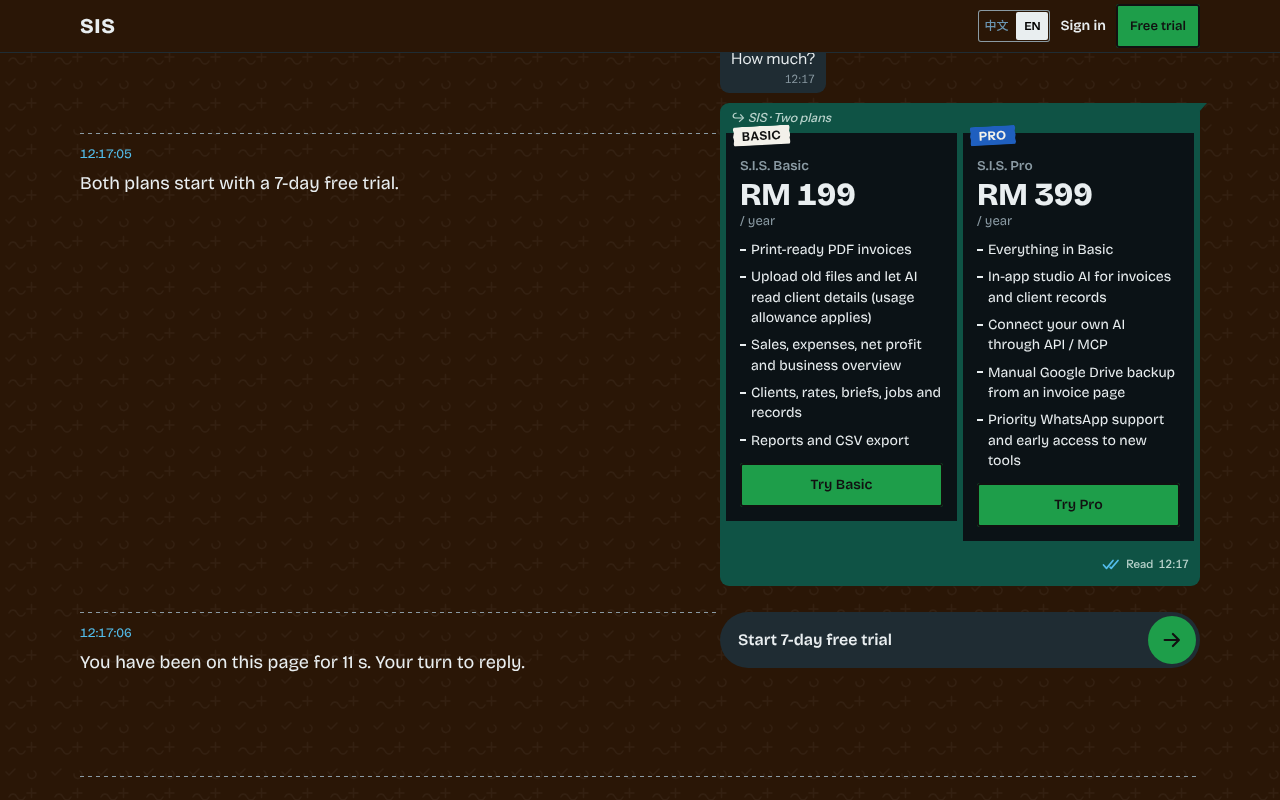 SIS
中文 EN Sign in Free trial
How much?
12:17
↪ SIS · Two plans
12:17:05
Both plans start with a 7-day free trial.
BASIC
S.I.S. Basic
RM 199
/ year
– Print-ready PDF invoices
– Upload old files and let AI
read client details (usage
allowance applies)
– Sales, expenses, net profit
and business overview
– Clients, rates, briefs, jobs and
records
– Reports and CSV export
Try Basic
PRO
S.I.S. Pro
RM 399
/ year
– Everything in Basic
– In-app studio AI for invoices
and client records
– Connect your own AI
through API / MCP
– Manual Google Drive backup
from an invoice page
– Priority WhatsApp support
and early access to new
tools
Try Pro
Read 12:17
12:17:06
You have been on this page for 11 s. Your turn to reply.
Start 7-day free trial